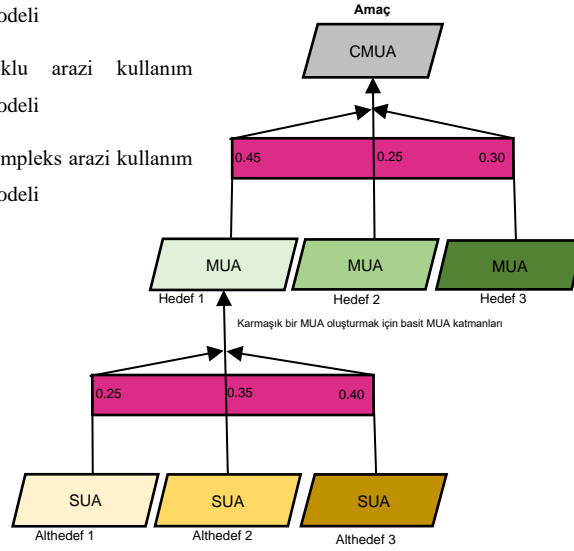 odeli
oklu arazi kullanım
odeli
mpleks arazi kullanım
odeli
Amaç
CMUA
0.45 0.25 0.30
MUA MUA MUA
Hedef 1 Hedef 2 Hedef 3
Karmaşık bir MUA oluşturmak için basit MUA katmanları
0.25 0.35 0.40
SUA SUA SUA
Althedef 1 Althedef 2 Althedef 3